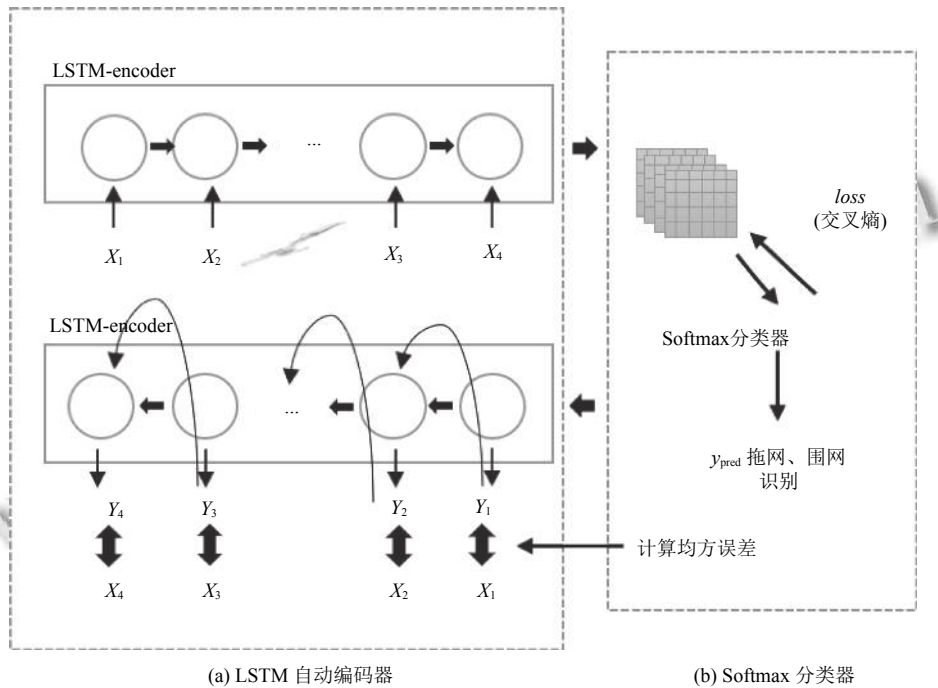 LSTM-encoder
...
X1 X2 X3 X4
LSTM-encoder
...
Y4 Y3 Y2 Y1
X4 X3 X2 X1
loss
(交叉熵)
Softmax分类器
ypred 拖网、围网
识别
计算均方误差
(a) LSTM 自动编码器
(b) Softmax 分类器